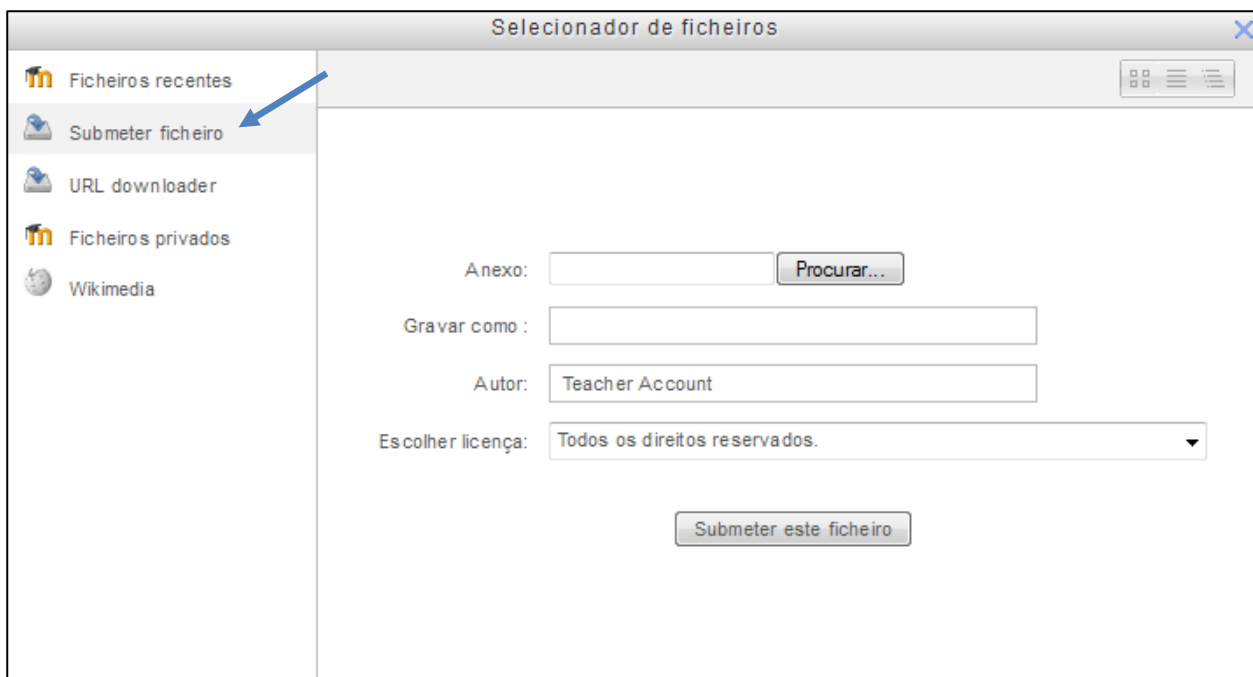 Selecionador de ficheiros
Ficheiros recentes
Submeter ficheiro
URL downloader
Ficheiros privados
Wikimedia
Anexo: Procurar...
Gravar como :
Autor: Teacher Account
Escolher licença: Todos os direitos reservados.
Submeter este ficheiro